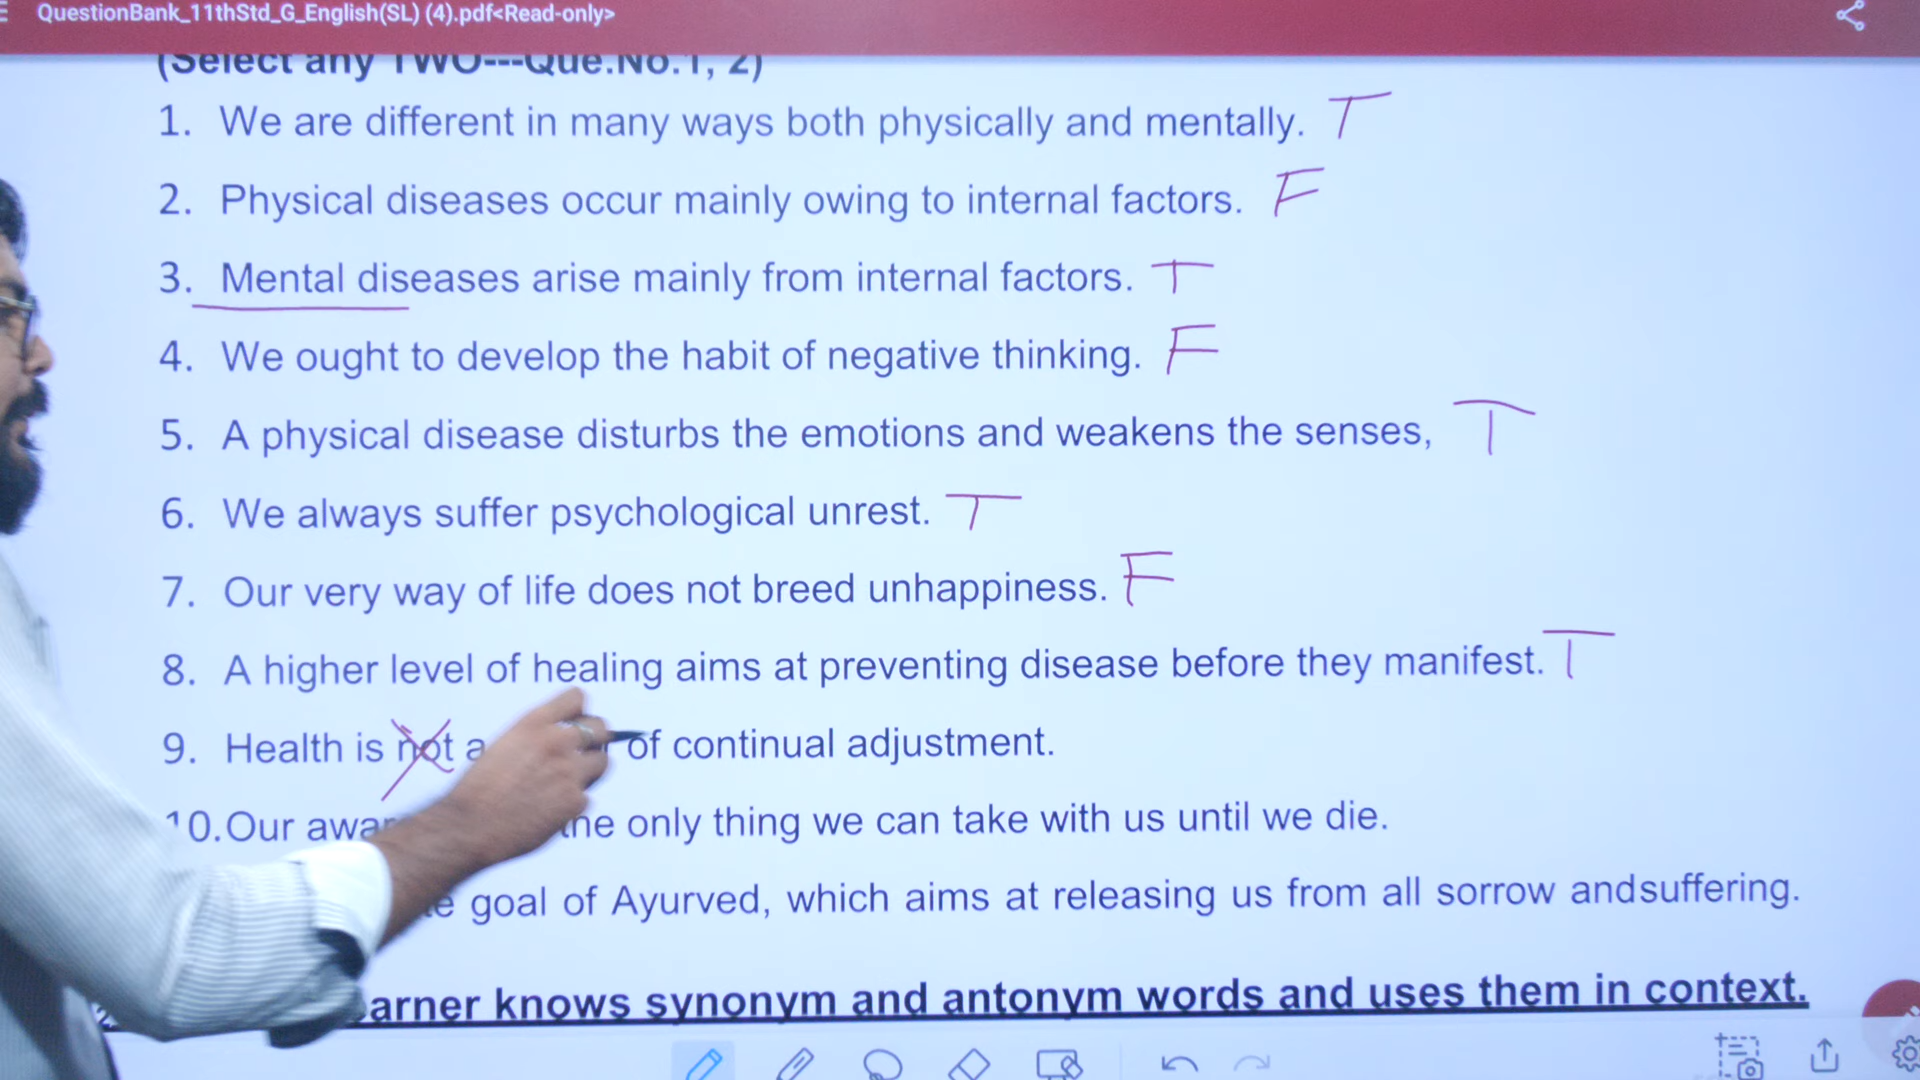 QuestionBank_11thStd_G_English(SL) (4).pdf<Read-only>
(Select any TWO---Que.No.1, 2)
1. We are different in many ways both physically and mentally. T
2. Physical diseases occur mainly owing to internal factors. F
3. Mental diseases arise mainly from internal factors. T
4. We ought to develop the habit of negative thinking. F
5. A physical disease disturbs the emotions and weakens the senses, T
6. We always suffer psychological unrest. T
7. Our very way of life does not breed unhappiness. F
8. A higher level of healing aims at preventing disease before they manifest. T
9. Health is not a of continual adjustment.
10.Our only thing we can take with us until we die.
goal of Ayurved, which aims at releasing us from all sorrow andsuffering.
knows synonym and antonym words and uses them in context.